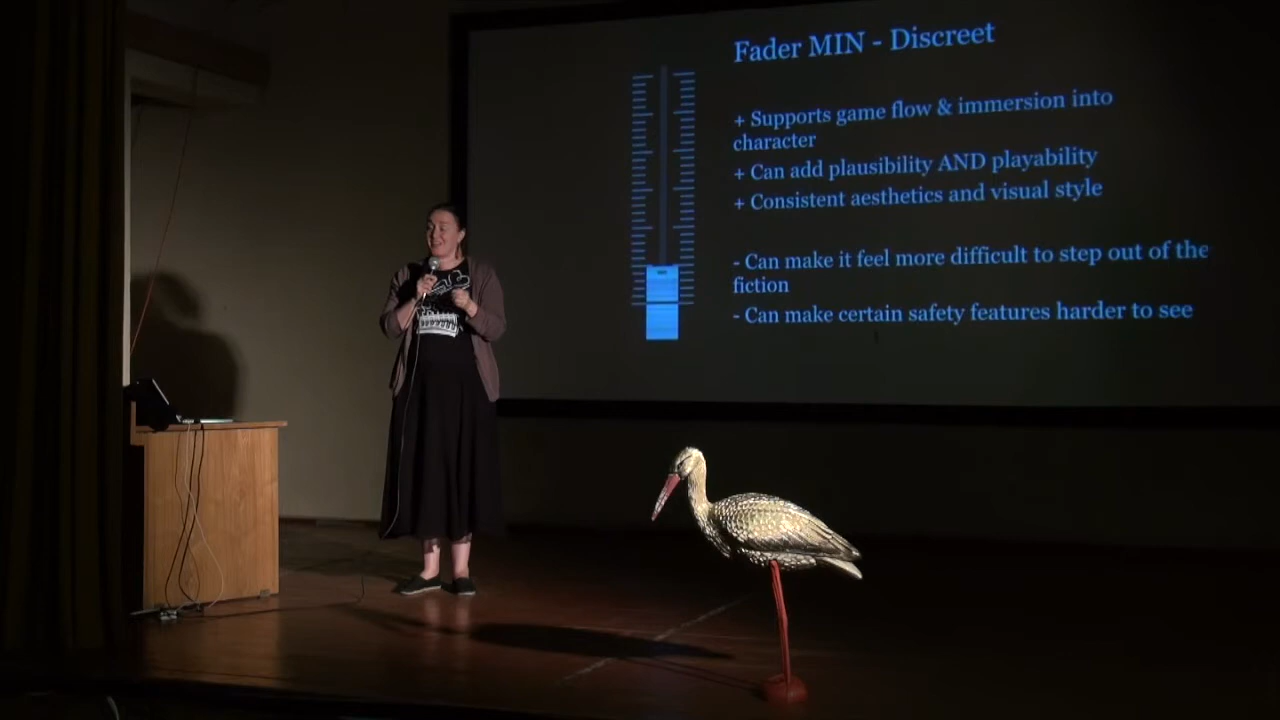 Fader MIN - Discreet
+ Supports game flow & immersion into
character
+ Can add plausibility AND playability
+ Consistent aesthetics and visual style
- Can make it feel more difficult to step out of the
fiction
- Can make certain safety features harder to see